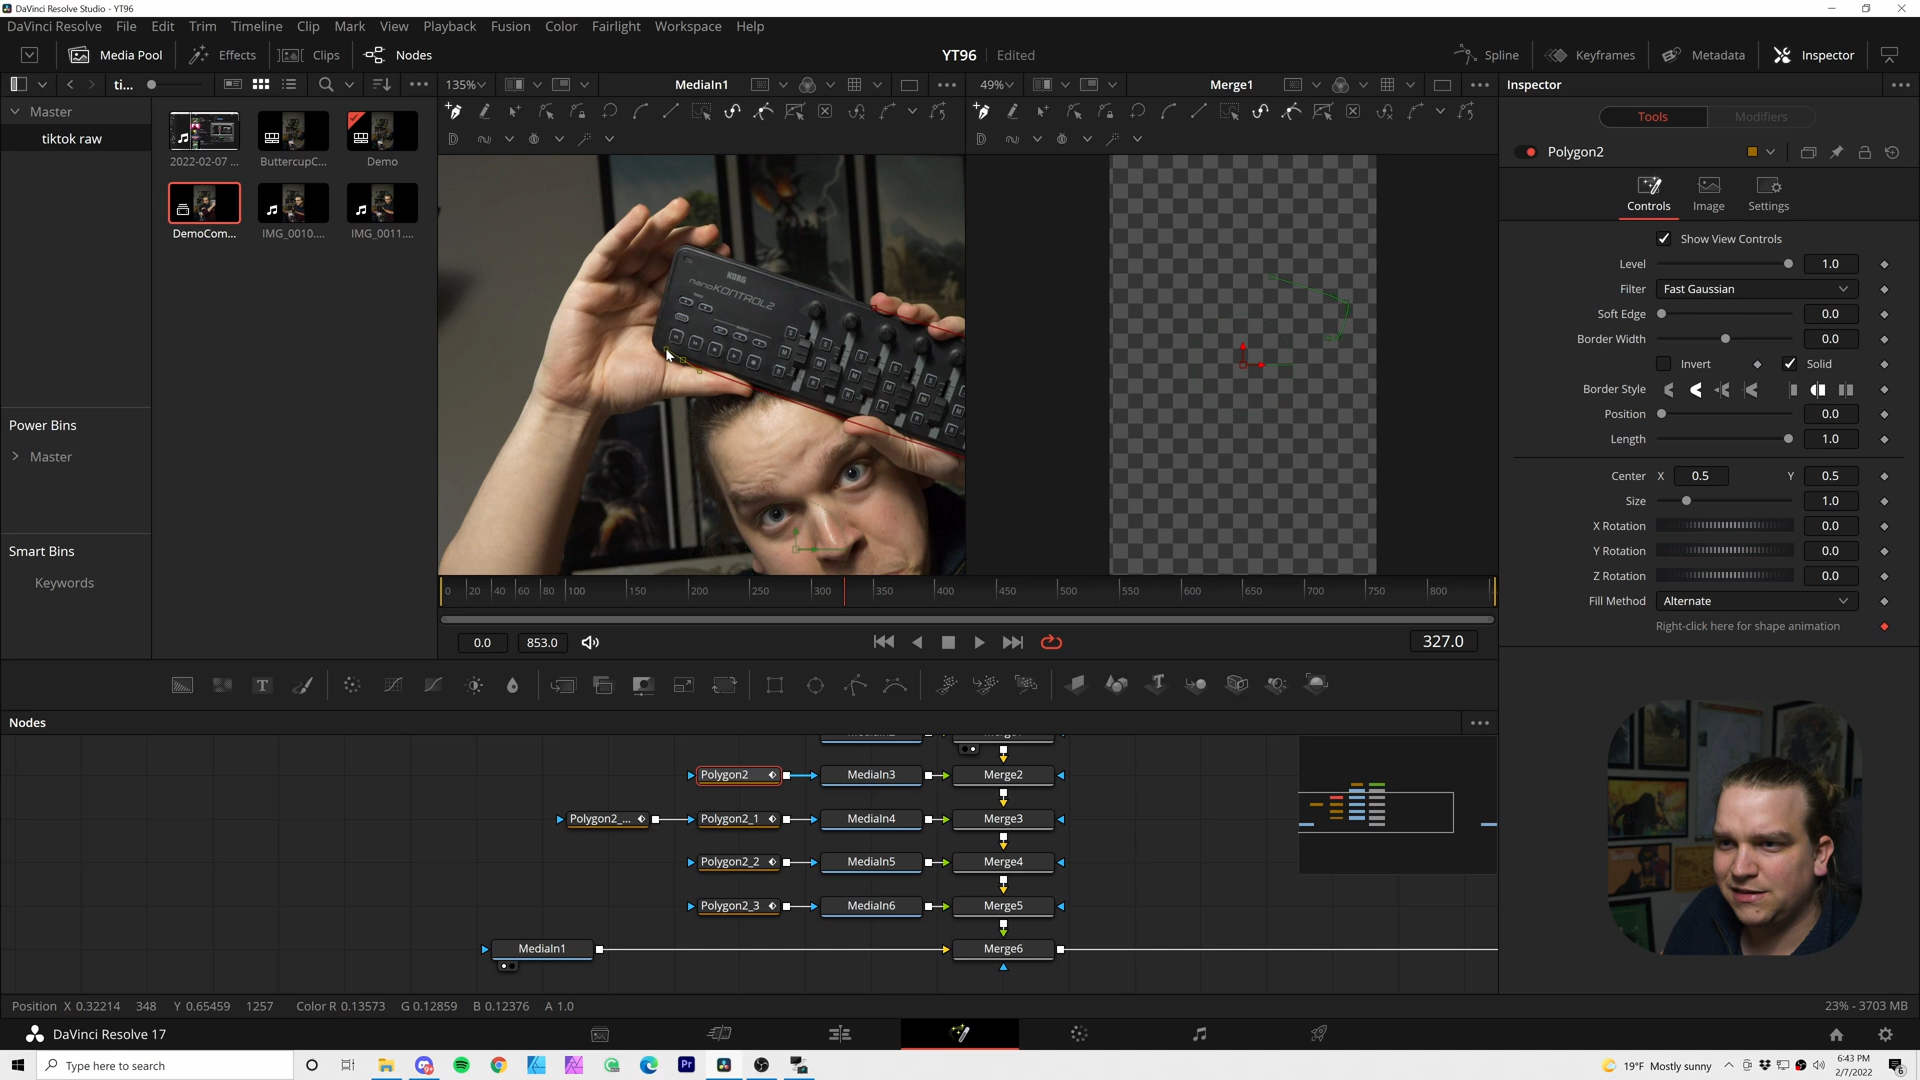 DaVinci Resolve Studio - YT96
DaVinci Resolve File Edit Trim Timeline Clip Mark View Playback Fusion Color Fairlight Workspace Help
Media Pool Effects Clips Nodes YT96 Edited Spline Keyframes Metadata Inspector
ti... 135% MediaIn1 49% Merge1 Inspector
Master
tiktok raw
2022-02-07 ... ButtercupC... Demo
DemoCom... IMG_0010.... IMG_0011....
Power Bins
Master
Smart Bins
Keywords
KORG
nanoKONTROL2
Tools Modifiers
Polygon2
Controls Image Settings
Show View Controls
Level 1.0
Filter Fast Gaussian
Soft Edge 0.0
Border Width 0.0
Invert Solid
Border Style
Position 0.0
Length 1.0
Center X 0.5 Y 0.5
Size 1.0
X Rotation 0.0
Y Rotation 0.0
Z Rotation 0.0
Fill Method Alternate
Right-click here for shape animation
0 20 40 60 80 100 150 200 250 300 350 400 450 500 550 600 650 700 750 800
0.0 853.0 327.0
Nodes
Polygon2 MediaIn3 Merge2
Polygon2_... Polygon2_1 MediaIn4 Merge3
Polygon2_2 MediaIn5 Merge4
Polygon2_3 MediaIn6 Merge5
MediaIn1 Merge6
Position X 0.32214 348 Y 0.65459 1257 Color R 0.13573 G 0.12859 B 0.12376 A 1.0 23% - 3703 MB
DaVinci Resolve 17
Type here to search
19°F Mostly sunny
6:43 PM
2/7/2022